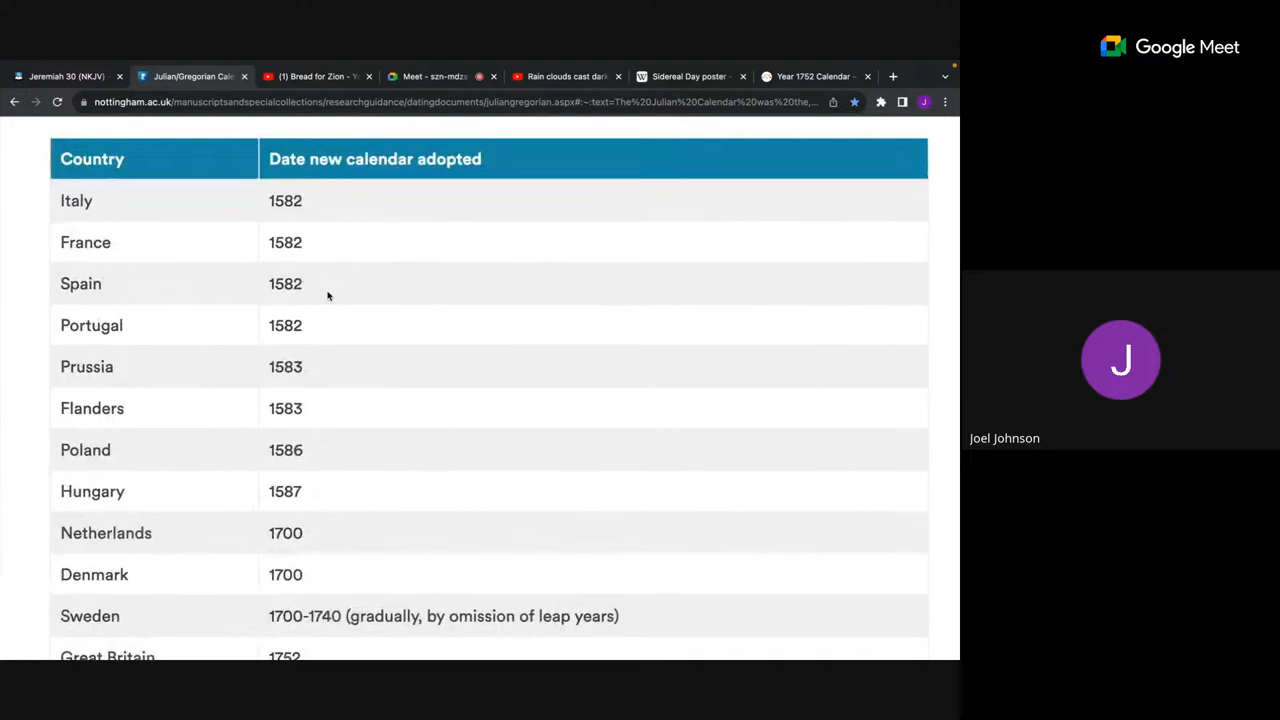 Google Meet
Jeremiah 30 (NKJV)
Julian/Gregorian Cale
(1) Bread for Zion - Yo
Meet - szn-mdzs
Rain clouds cast dark
Sidereal Day poster -
Year 1752 Calendar –
nottingham.ac.uk/manuscriptsandspecialcollections/researchguidance/datingdocuments/juliangregorian.aspx#:~:text=The%20Julian%20Calendar%20was%20the,...
J
Country Date new calendar adopted
Italy 1582
France 1582
Spain 1582
Portugal 1582
Prussia 1583
Flanders 1583
Poland 1586
Hungary 1587
Netherlands 1700
Denmark 1700
Sweden 1700-1740 (gradually, by omission of leap years)
Great Britain 1752
J
Joel Johnson